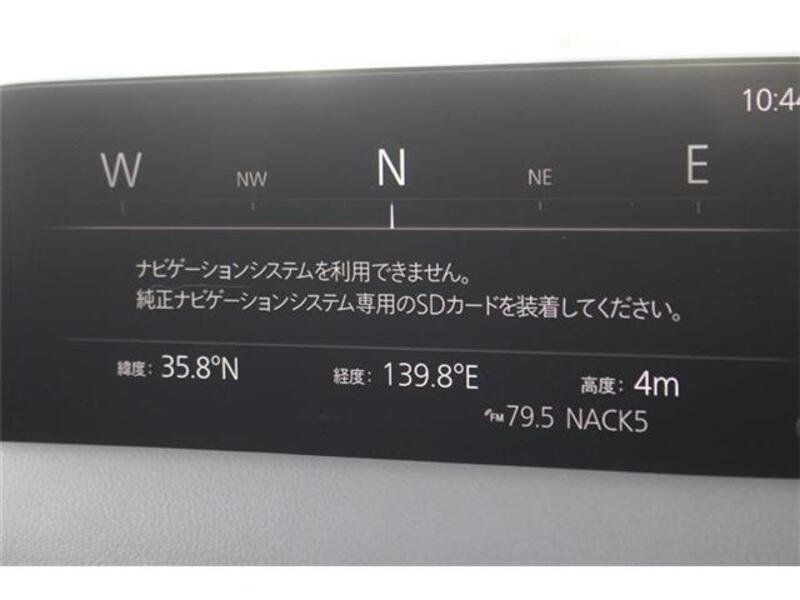 10:44
W NW N NE E
ナビゲーションシステムを利用できません。
純正ナビゲーションシステム専用のSDカードを装着してください。
緯度: 35.8°N 経度: 139.8°E 高度: 4m
FM 79.5 NACK5